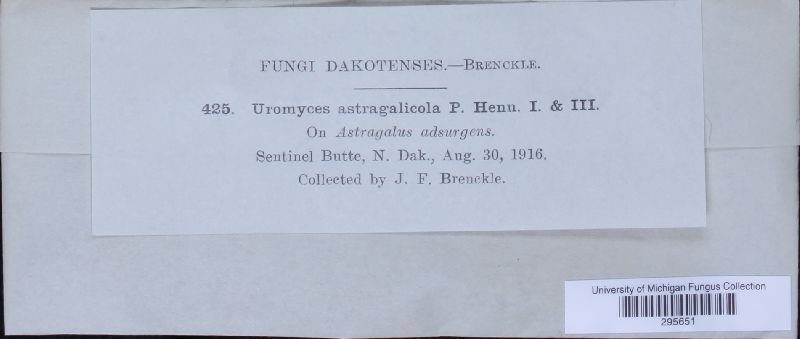 FUNGI DAKOTENSES.—BRENCKLE.
425. Uromyces astragalicola P. Henn. I. & III.
On Astragalus adsurgens.
Sentinel Butte, N. Dak., Aug. 30, 1916.
Collected by J. F. Brenckle.
University of Michigan Fungus Collection
295651